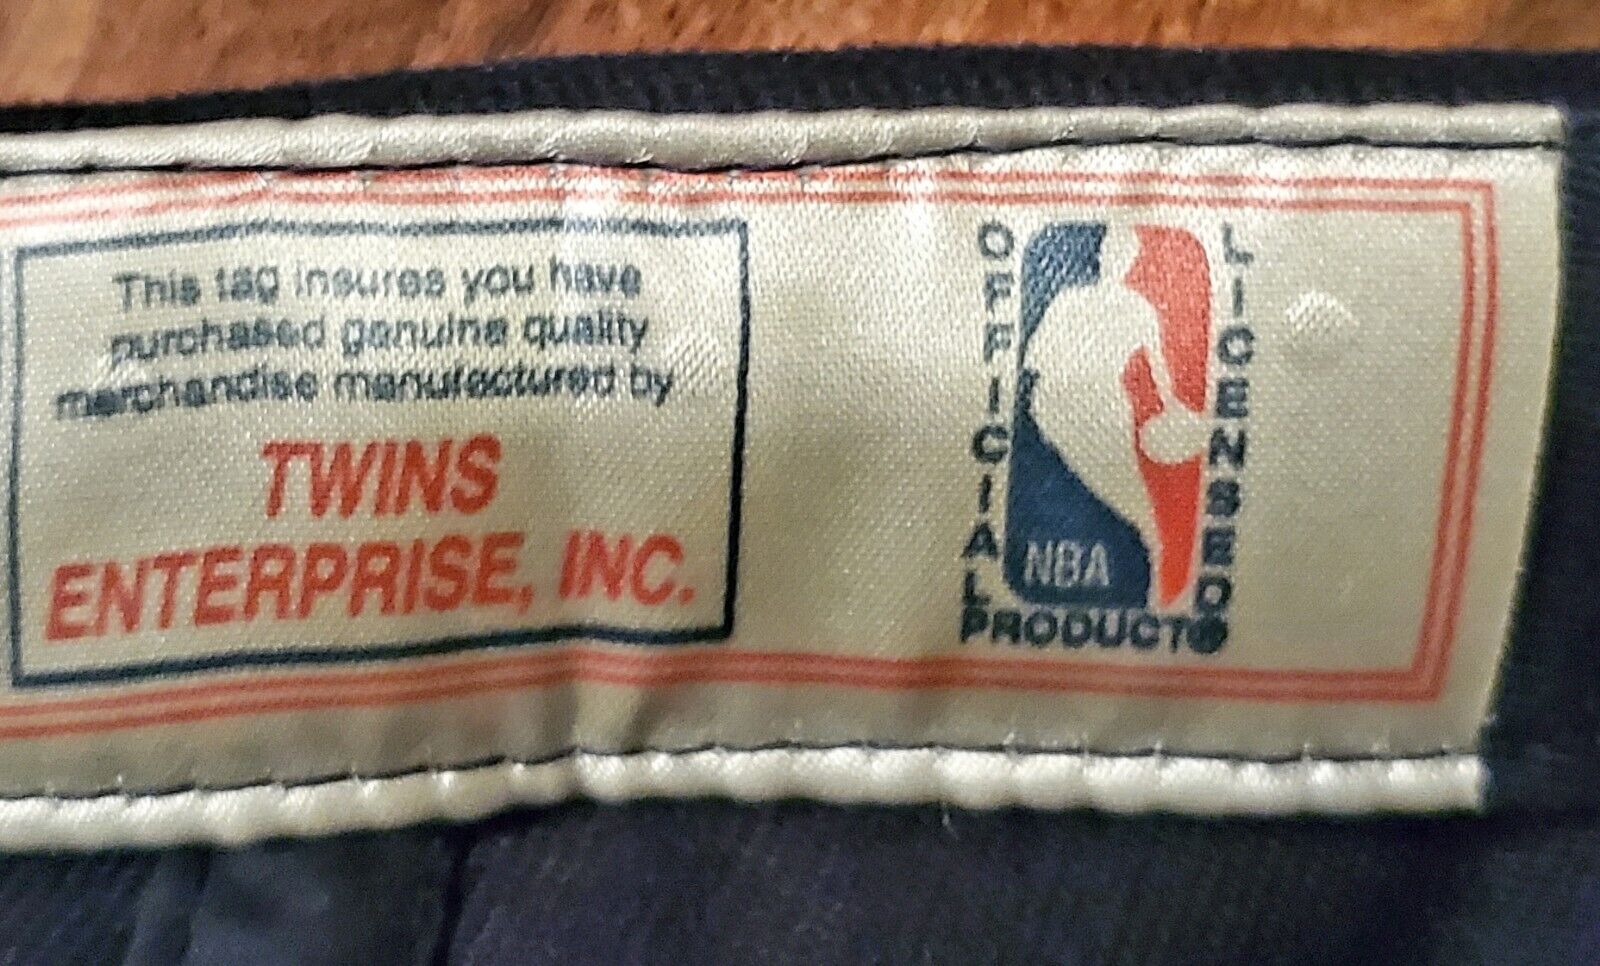 This tag insures you have
purchased genuine quality
merchandise manufactured by
TWINS
ENTERPRISE, INC.
OFFICIAL
LICENSED
NBA
PRODUCT®